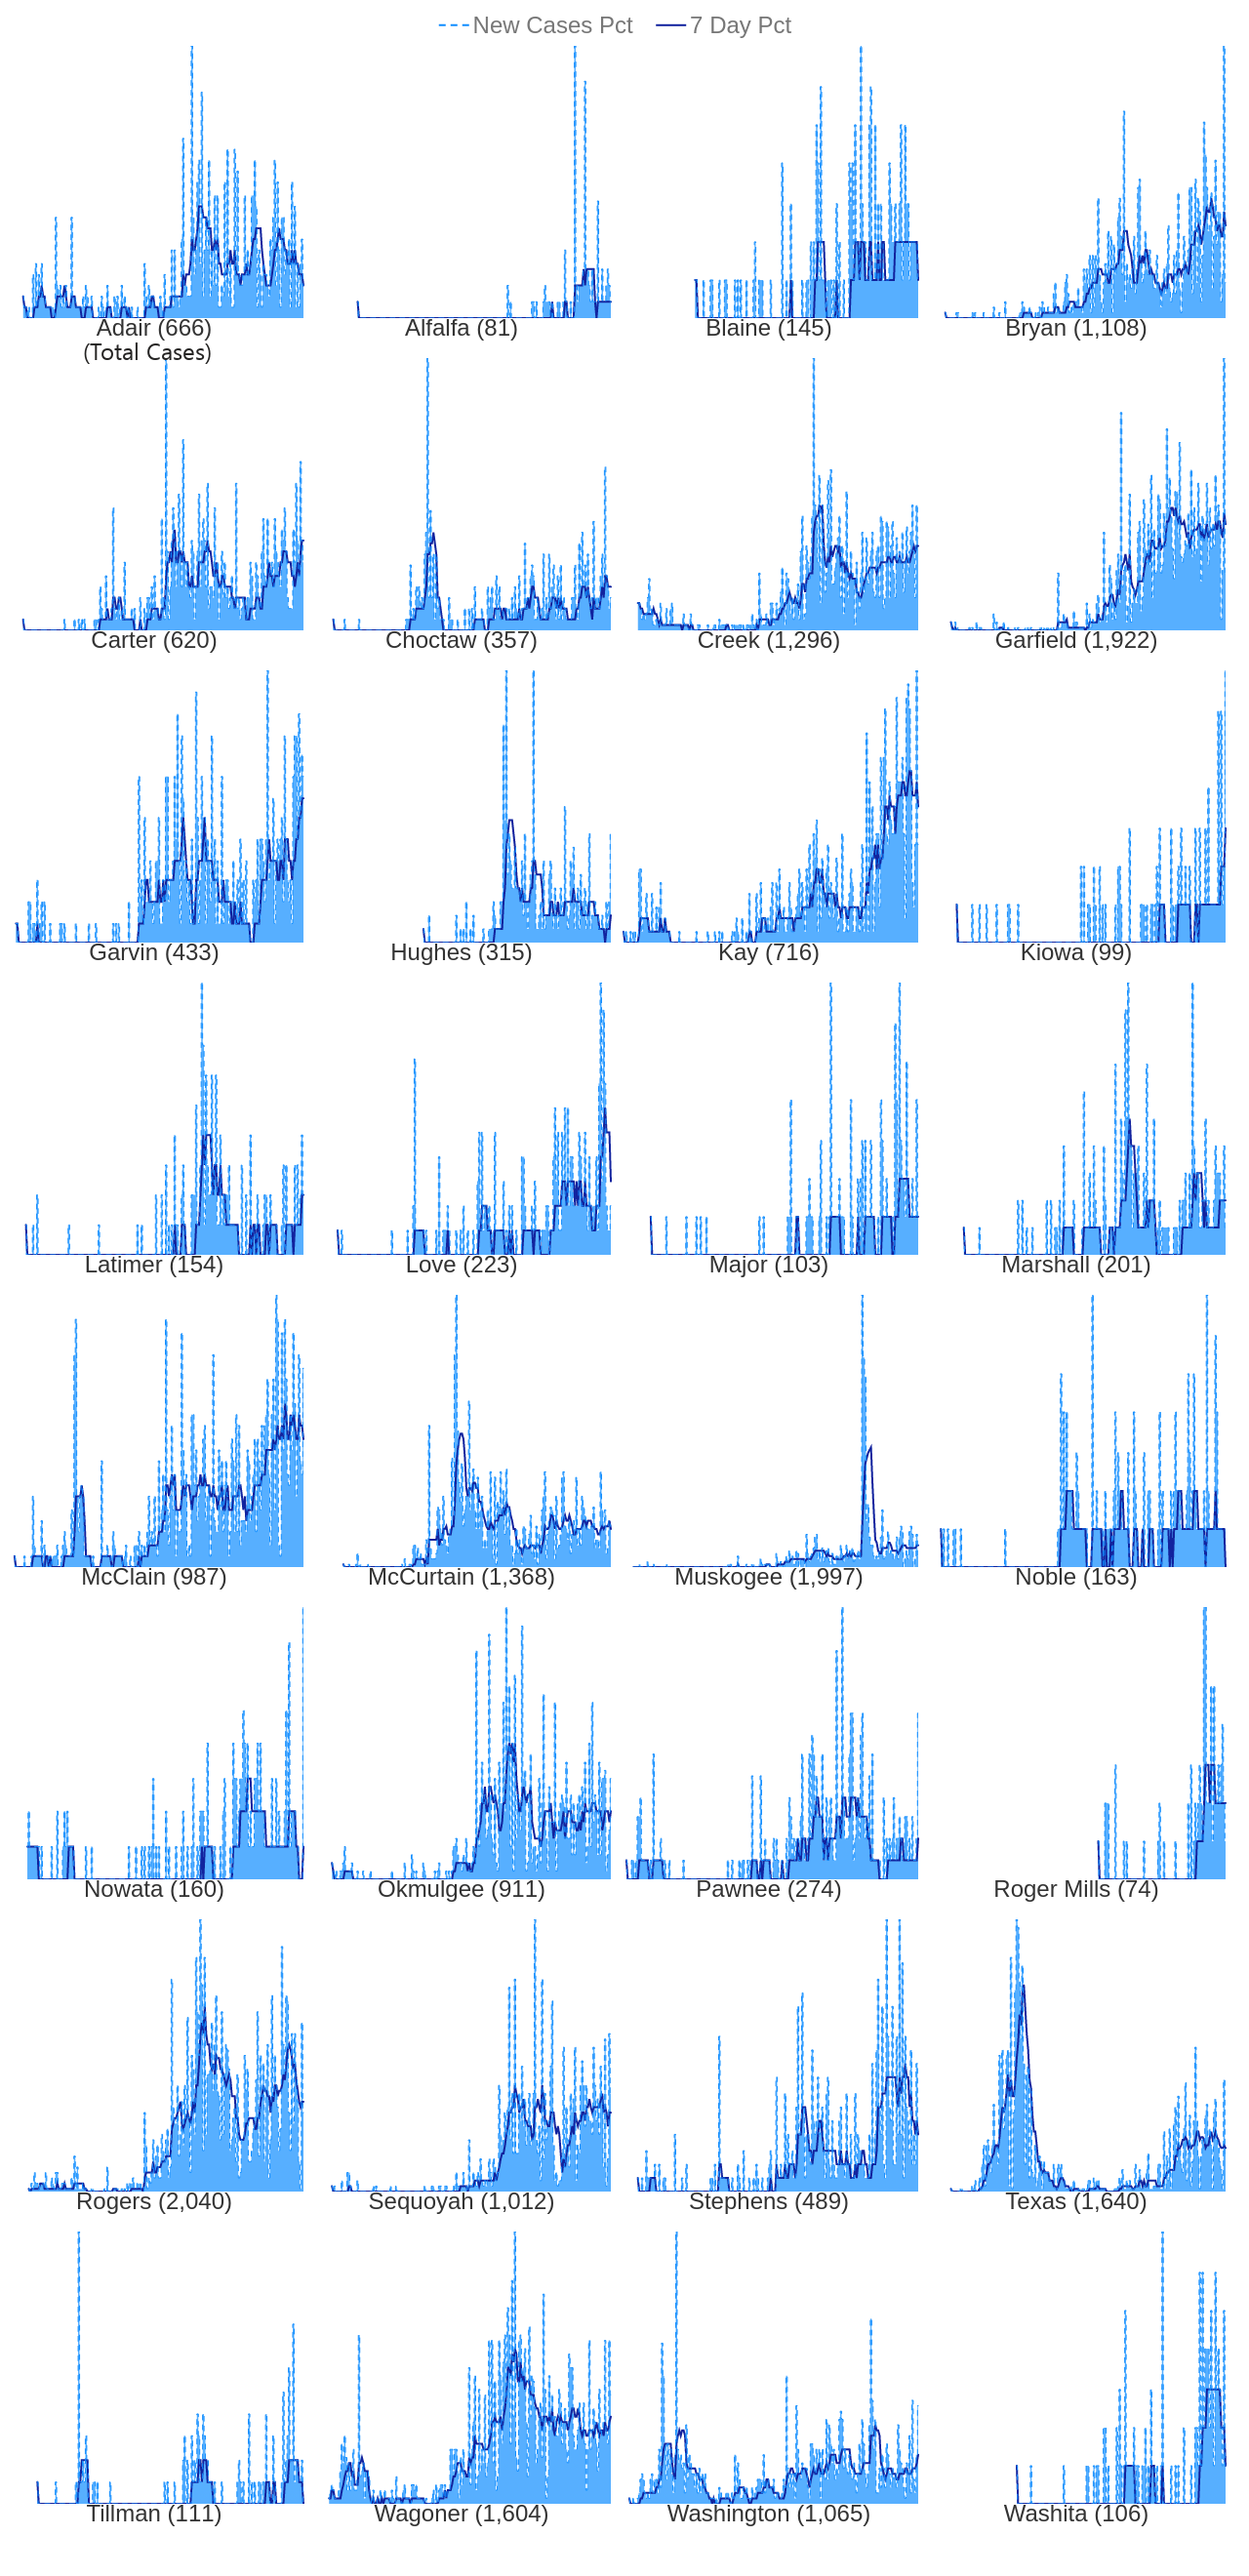 New Cases Pct 7 Day Pct
Adair (666) Alfalfa (81) Blaine (145) Bryan (1,108)
(Total Cases)
Carter (620) Choctaw (357) Creek (1,296) Garfield (1,922)
Garvin (433) Hughes (315) Kay (716) Kiowa (99)
Latimer (154) Love (223) Major (103) Marshall (201)
McClain (987) McCurtain (1,368) Muskogee (1,997) Noble (163)
Nowata (160) Okmulgee (911) Pawnee (274) Roger Mills (74)
Rogers (2,040) Sequoyah (1,012) Stephens (489) Texas (1,640)
Tillman (111) Wagoner (1,604) Washington (1,065) Washita (106)